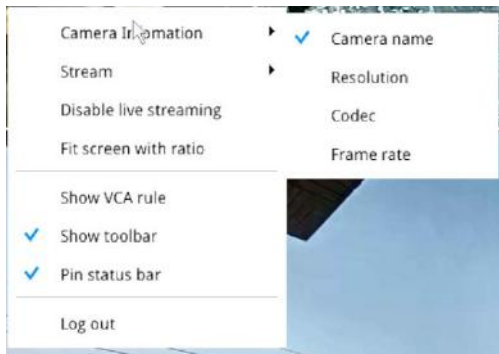 Camera Information
Stream
Disable live streaming
Fit screen with ratio
Show VCA rule
Show toolbar
Pin status bar
Log out
Camera name
Resolution
Codec
Frame rate